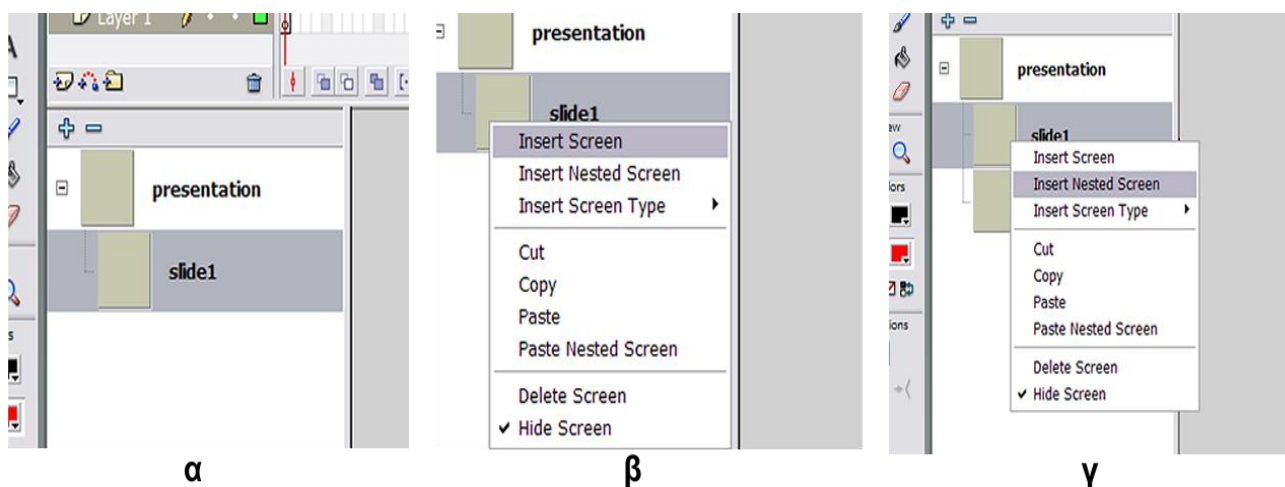 Layer 1
presentation
slide1
α
presentation
slide1
Insert Screen
Insert Nested Screen
Insert Screen Type
Cut
Copy
Paste
Paste Nested Screen
Delete Screen
Hide Screen
β
presentation
slide1
Insert Screen
Insert Nested Screen
Insert Screen Type
Cut
Copy
Paste
Paste Nested Screen
Delete Screen
Hide Screen
γ